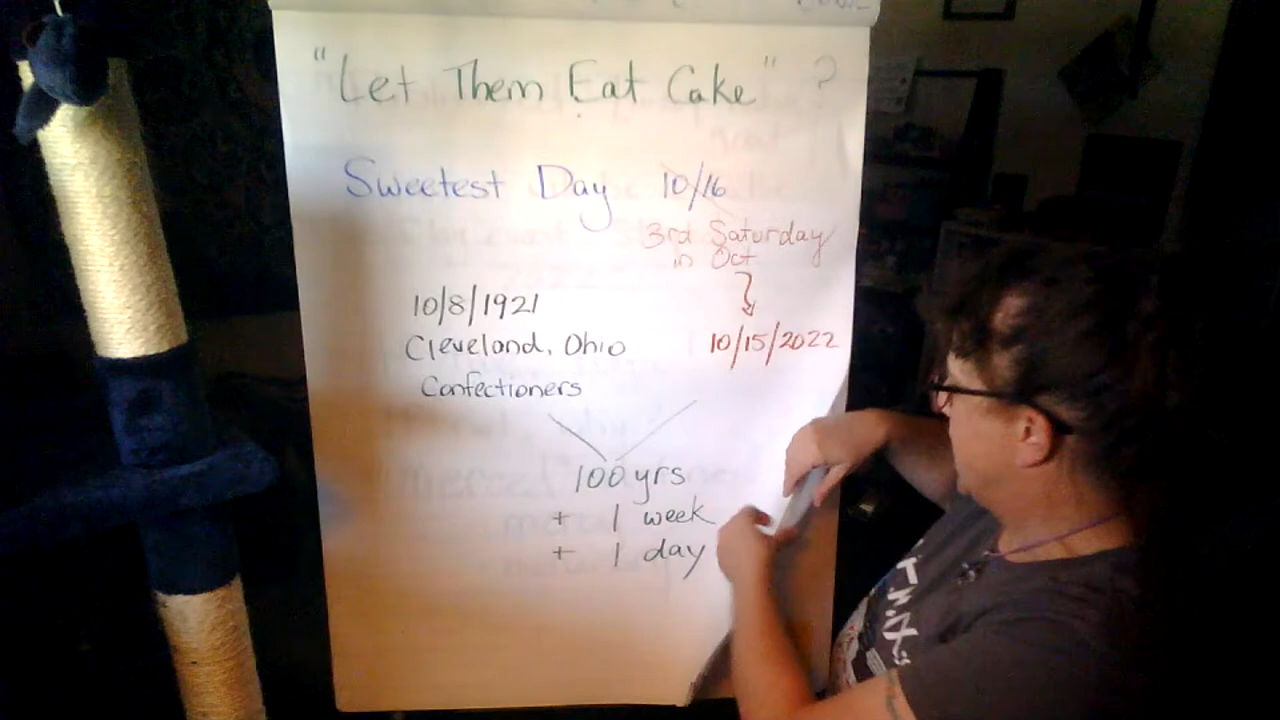 "Let Them Eat Cake" ?
Sweetest Day 10/16
3rd Saturday
in Oct
10/8/1921
Cleveland, Ohio
Confectioners
10/15/2022
100 yrs
+ 1 week
+ 1 day